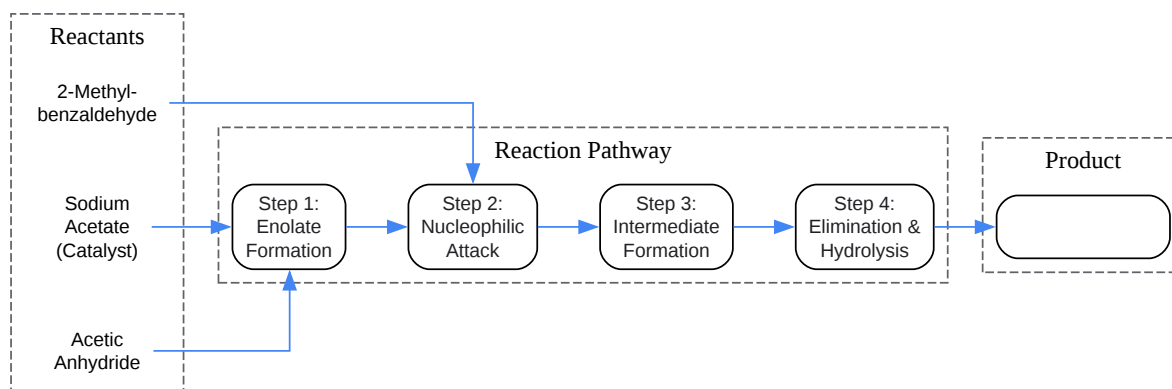 Reactants
2-Methyl-
benzaldehyde
Sodium
Acetate
(Catalyst)
Acetic
Anhydride
Reaction Pathway
Step 1:
Enolate
Formation
Step 2:
Nucleophilic
Attack
Step 3:
Intermediate
Formation
Step 4:
Elimination &
Hydrolysis
Product